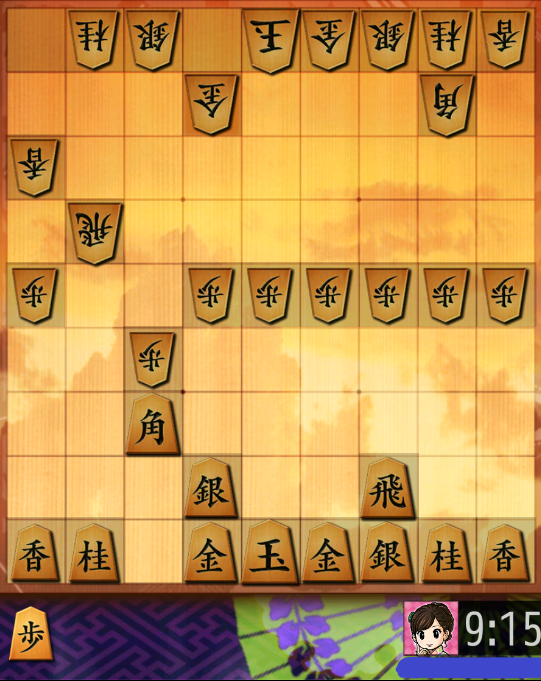 桂 銀 玉 金 銀 桂 香
金 角
香
飛
歩 歩 歩 歩 歩 歩 歩
歩
角
銀 飛
香 桂 金 玉 金 銀 桂 香
歩 9:15